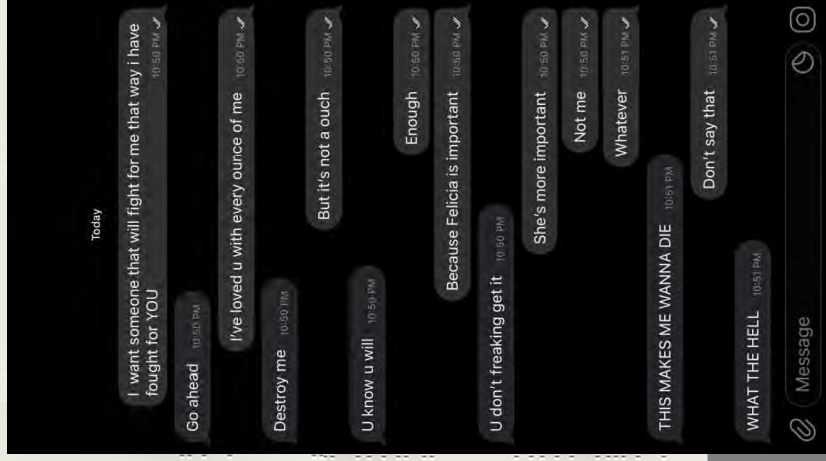 Today
I want someone that will fight for me that way i have
fought for YOU 10:50 PM
Go ahead 10:50 PM
I've loved u with every ounce of me 10:50 PM
Destroy me 10:50 PM
But it's not a ouch 10:50 PM
U know u will 10:50 PM
Enough 10:50 PM
Because Felicia is important 10:50 PM
U don't freaking get it 10:50 PM
She's more important 10:50 PM
Not me 10:50 PM
Whatever 10:51 PM
THIS MAKES ME WANNA DIE 10:51 PM
Don't say that 10:51 PM
WHAT THE HELL 10:51 PM
Message